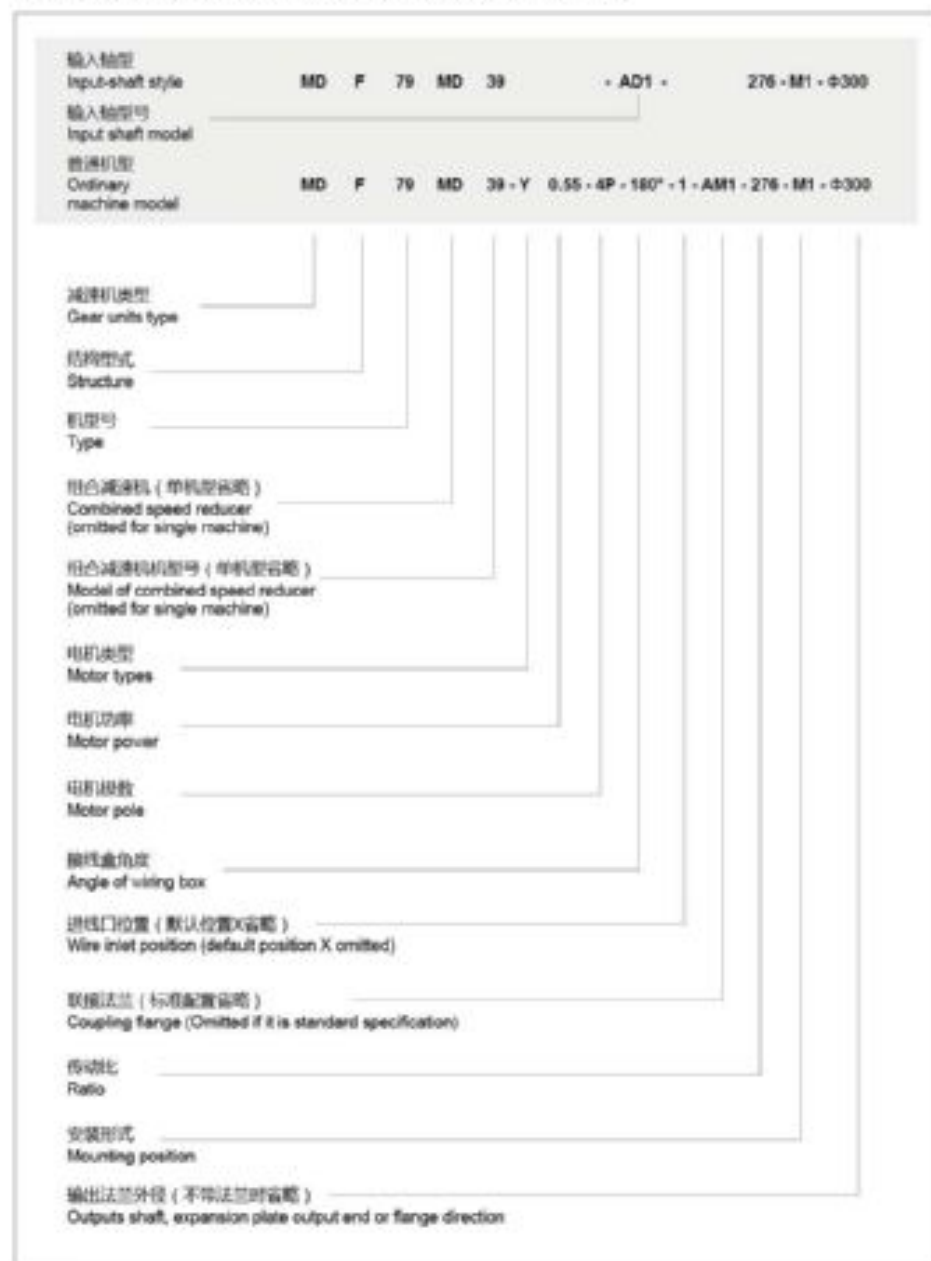 输入轴型
Input-shaft style MD F 79 MD 39 - AD1 - 276 - M1 - Φ300
输入轴型号
Input shaft model
普通机型
Ordinary
machine model MD F 79 MD 39 - Y 0.55 - 4P - 180° - 1 - AM1 - 276 - M1 - Φ300
减速机类型
Gear units type
结构型式
Structure
机型号
Type
组合减速机（单机型省略）
Combined speed reducer
(omitted for single machine)
组合减速机机型号（单机型省略）
Model of combined speed reducer
(omitted for single machine)
电机类型
Motor types
电机功率
Motor power
电机极数
Motor pole
接线盒角度
Angle of wiring box
进线口位置（默认位置X省略）
Wire inlet position (default position X omitted)
联接法兰（标准配置省略）
Coupling flange (Omitted if it is standard specification)
传动比
Ratio
安装形式
Mounting position
输出法兰外径（不带法兰时省略）
Outputs shaft, expansion plate output end or flange direction